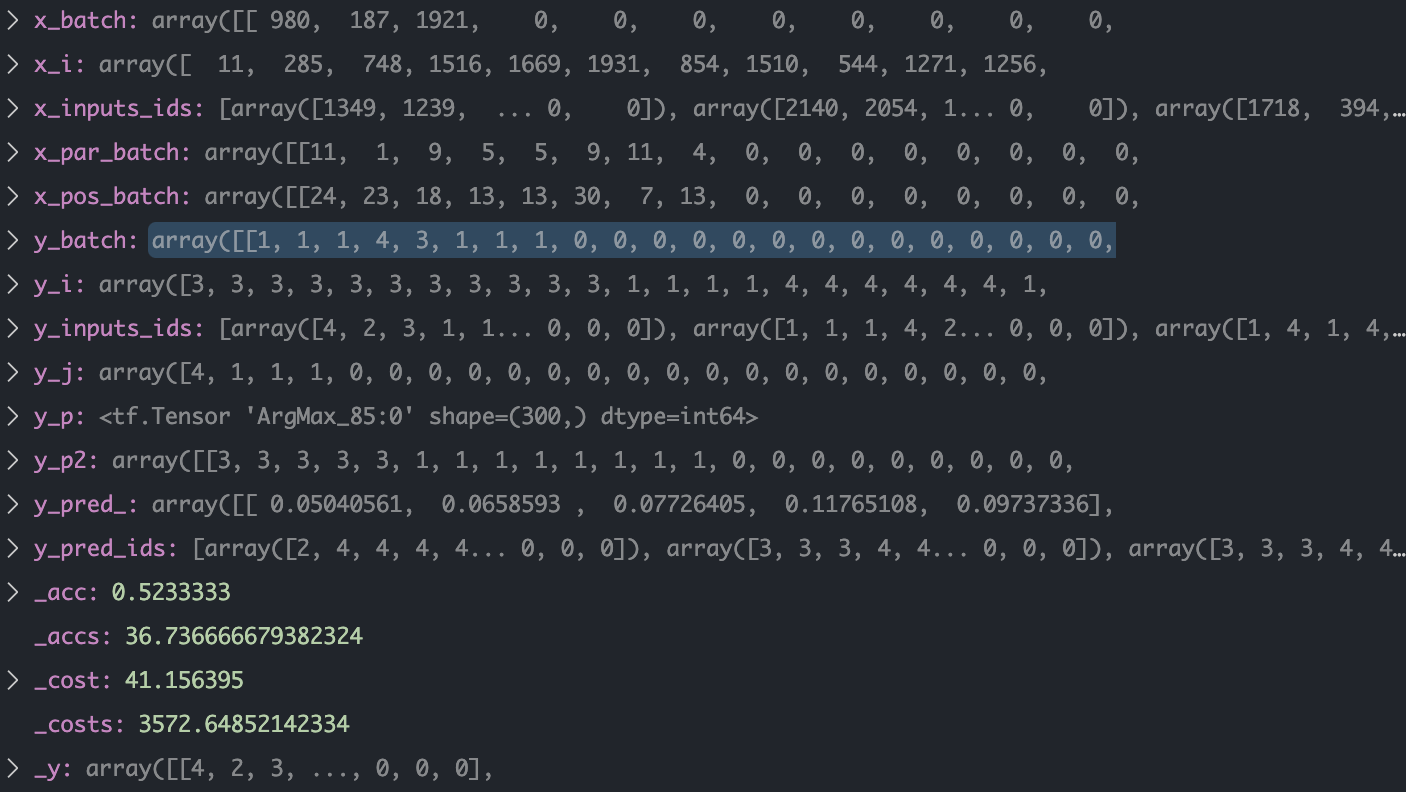 x_batch: array([[ 980, 187, 1921, 0, 0, 0, 0, 0, 0, 0, 0,
x_i: array([ 11, 285, 748, 1516, 1669, 1931, 854, 1510, 544, 1271, 1256,
x_inputs_ids: [array([1349, 1239, ... 0, 0]), array([2140, 2054, 1... 0, 0]), array([1718, 394,…
x_par_batch: array([[11, 1, 9, 5, 5, 9, 11, 4, 0, 0, 0, 0, 0, 0, 0, 0,
x_pos_batch: array([[24, 23, 18, 13, 13, 30, 7, 13, 0, 0, 0, 0, 0, 0, 0, 0,
y_batch: array([[1, 1, 1, 4, 3, 1, 1, 1, 0, 0, 0, 0, 0, 0, 0, 0, 0, 0, 0, 0, 0, 0,
y_i: array([3, 3, 3, 3, 3, 3, 3, 3, 3, 3, 3, 1, 1, 1, 1, 4, 4, 4, 4, 4, 4, 1,
y_inputs_ids: [array([4, 2, 3, 1, 1... 0, 0, 0]), array([1, 1, 1, 4, 2... 0, 0, 0]), array([1, 4, 1, 4,…
y_j: array([4, 1, 1, 1, 0, 0, 0, 0, 0, 0, 0, 0, 0, 0, 0, 0, 0, 0, 0, 0, 0, 0,
y_p: <tf.Tensor 'ArgMax_85:0' shape=(300,) dtype=int64>
y_p2: array([[3, 3, 3, 3, 3, 1, 1, 1, 1, 1, 1, 1, 1, 0, 0, 0, 0, 0, 0, 0, 0, 0,
y_pred_: array([[ 0.05040561, 0.0658593 , 0.07726405, 0.11765108, 0.09737336],
y_pred_ids: [array([2, 4, 4, 4, 4... 0, 0, 0]), array([3, 3, 3, 4, 4... 0, 0, 0]), array([3, 3, 3, 4, 4…
_acc: 0.5233333
_accs: 36.736666679382324
_cost: 41.156395
_costs: 3572.64852142334
_y: array([[4, 2, 3, ..., 0, 0, 0],